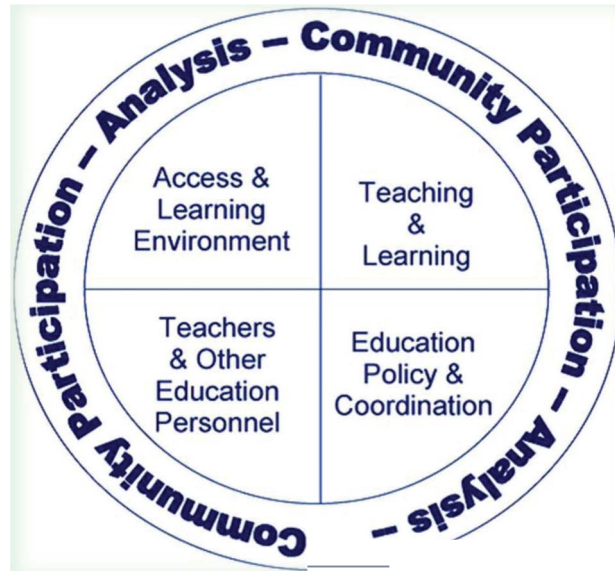 Community Participation – Analysis – Community Participation – Analysis –
Access &
Learning
Environment
Teaching
&
Learning
Teachers
& Other
Education
Personnel
Education
Policy &
Coordination